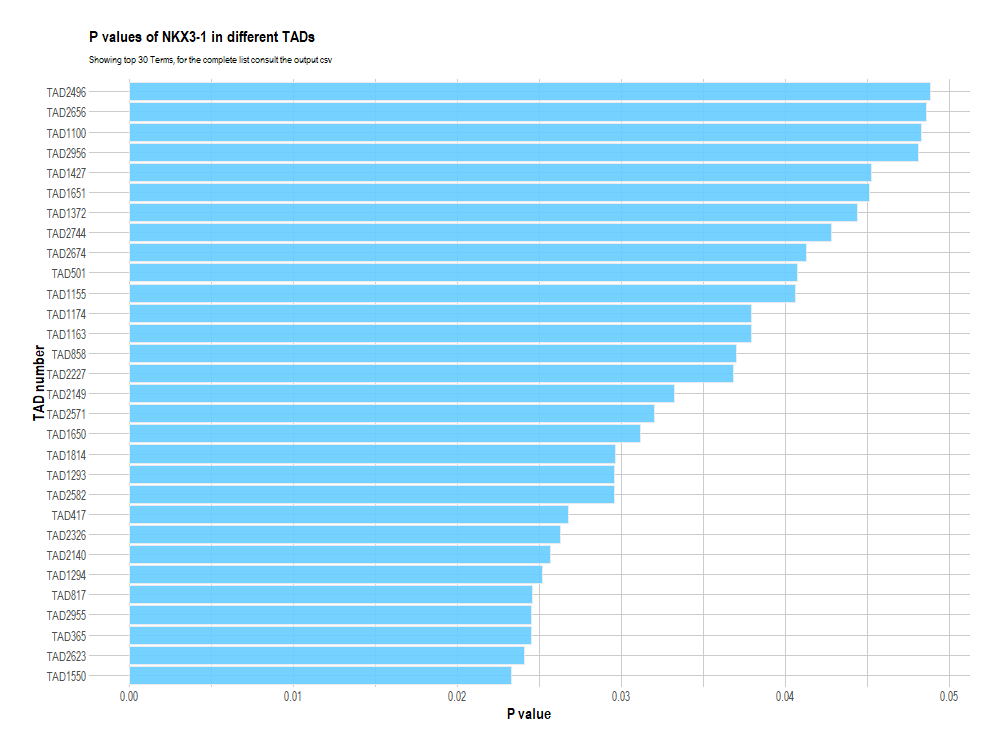 P values of NKX3-1 in different TADs
Showing top 30 Terms, for the complete list consult the output csv
TAD2496
TAD2656
TAD1100
TAD2956
TAD1427
TAD1651
TAD1372
TAD2744
TAD2674
TAD501
TAD1155
TAD1174
TAD1163
TAD858
TAD2227
TAD2149
TAD2571
TAD1650
TAD1814
TAD1293
TAD2582
TAD417
TAD2326
TAD2140
TAD1294
TAD817
TAD2955
TAD365
TAD2623
TAD1550
TAD number
0.00 0.01 0.02 0.03 0.04 0.05
P value